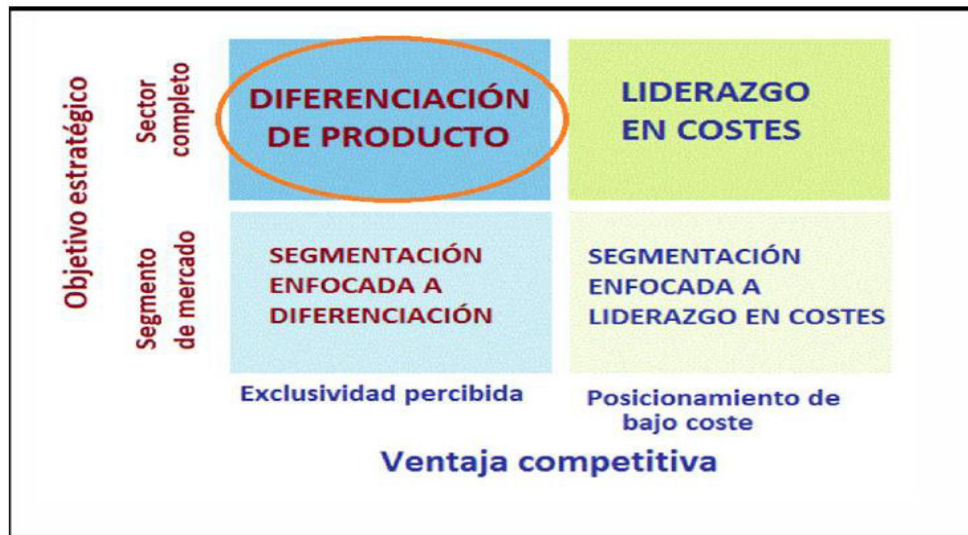 Objetivo estratégico
Sector
completo
DIFERENCIACIÓN
DE PRODUCTO
LIDERAZGO
EN COSTES
Segmento
de mercado
SEGMENTACIÓN
ENFOCADA A
DIFERENCIACIÓN
SEGMENTACIÓN
ENFOCADA A
LIDERAZGO EN COSTES
Exclusividad percibida
Posicionamiento de
bajo coste
Ventaja competitiva